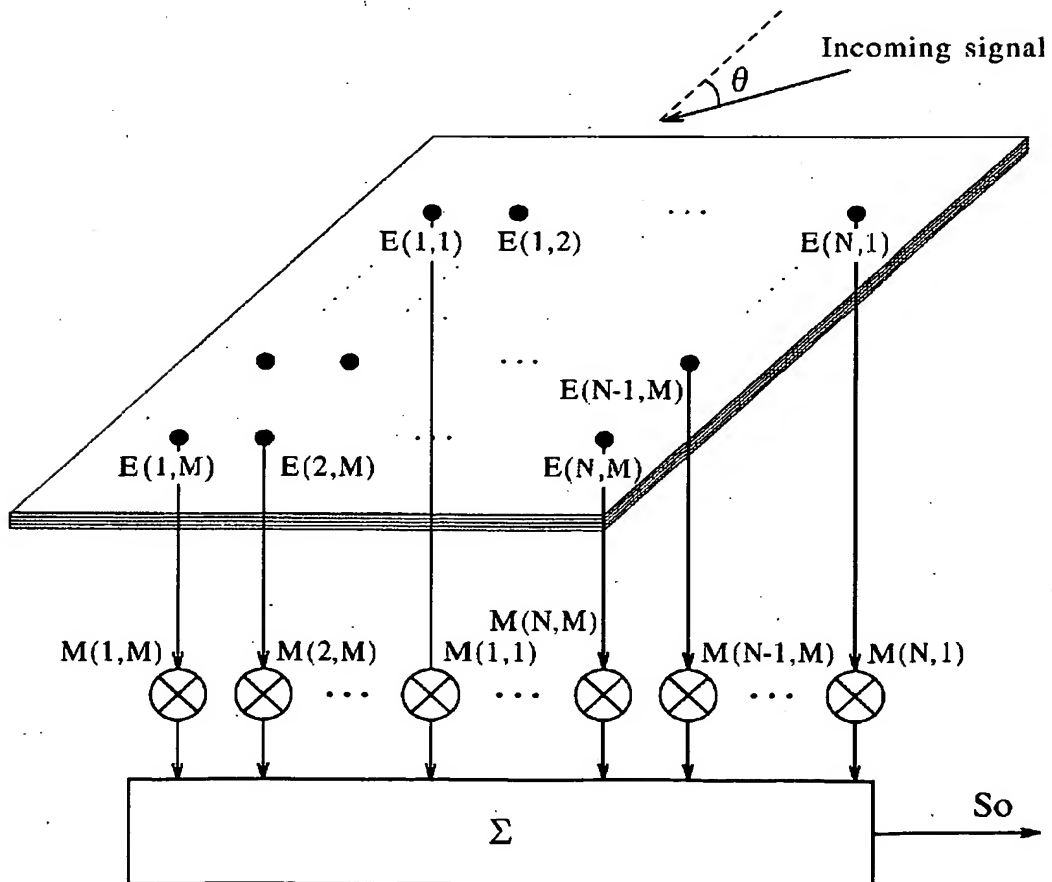 Incoming signal
θ
...
E(1,1) E(1,2) E(N,1)
...
E(N-1,M)
...
E(1,M) E(2,M) E(N,M)
M(N,M)
M(1,M) M(2,M) M(1,1) M(N-1,M) M(N,1)
... ... ...
So
Σ